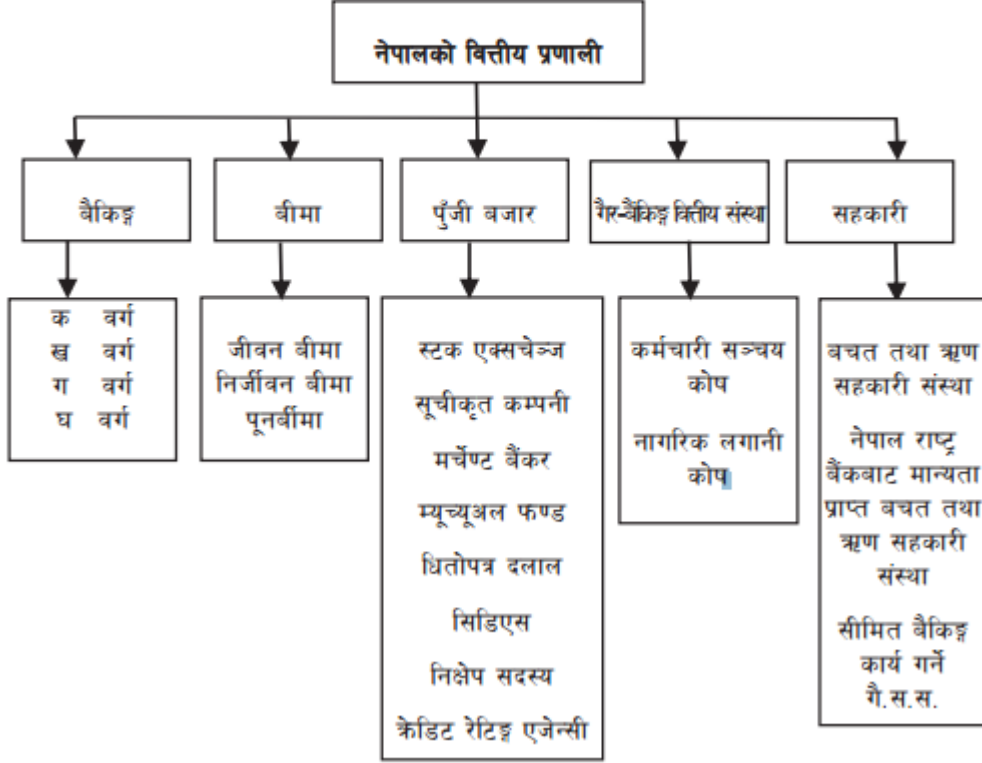 नेपालको वित्तीय प्रणाली
बैकिङ्ग
बीमा
पुँजी बजार
गैर-बैंकिङ्ग वित्तीय संस्था
सहकारी
क वर्ग
ख वर्ग
ग वर्ग
घ वर्ग
जीवन बीमा
निर्जीवन बीमा
पूनर्बीमा
स्टक एक्सचेञ्ज
सूचीकृत कम्पनी
मर्चेण्ट बैंकर
म्यूच्यूअल फण्ड
धितोपत्र दलाल
सिडिएस
निक्षेप सदस्य
क्रेडिट रेटिङ्ग एजेन्सी
कर्मचारी सञ्चय
कोष
नागरिक लगानी
कोष
बचत तथा ऋण
सहकारी संस्था
नेपाल राष्ट्र
बैंकबाट मान्यता
प्राप्त बचत तथा
ऋण सहकारी
संस्था
सीमित बैकिङ्ग
कार्य गर्ने
गै.स.स.